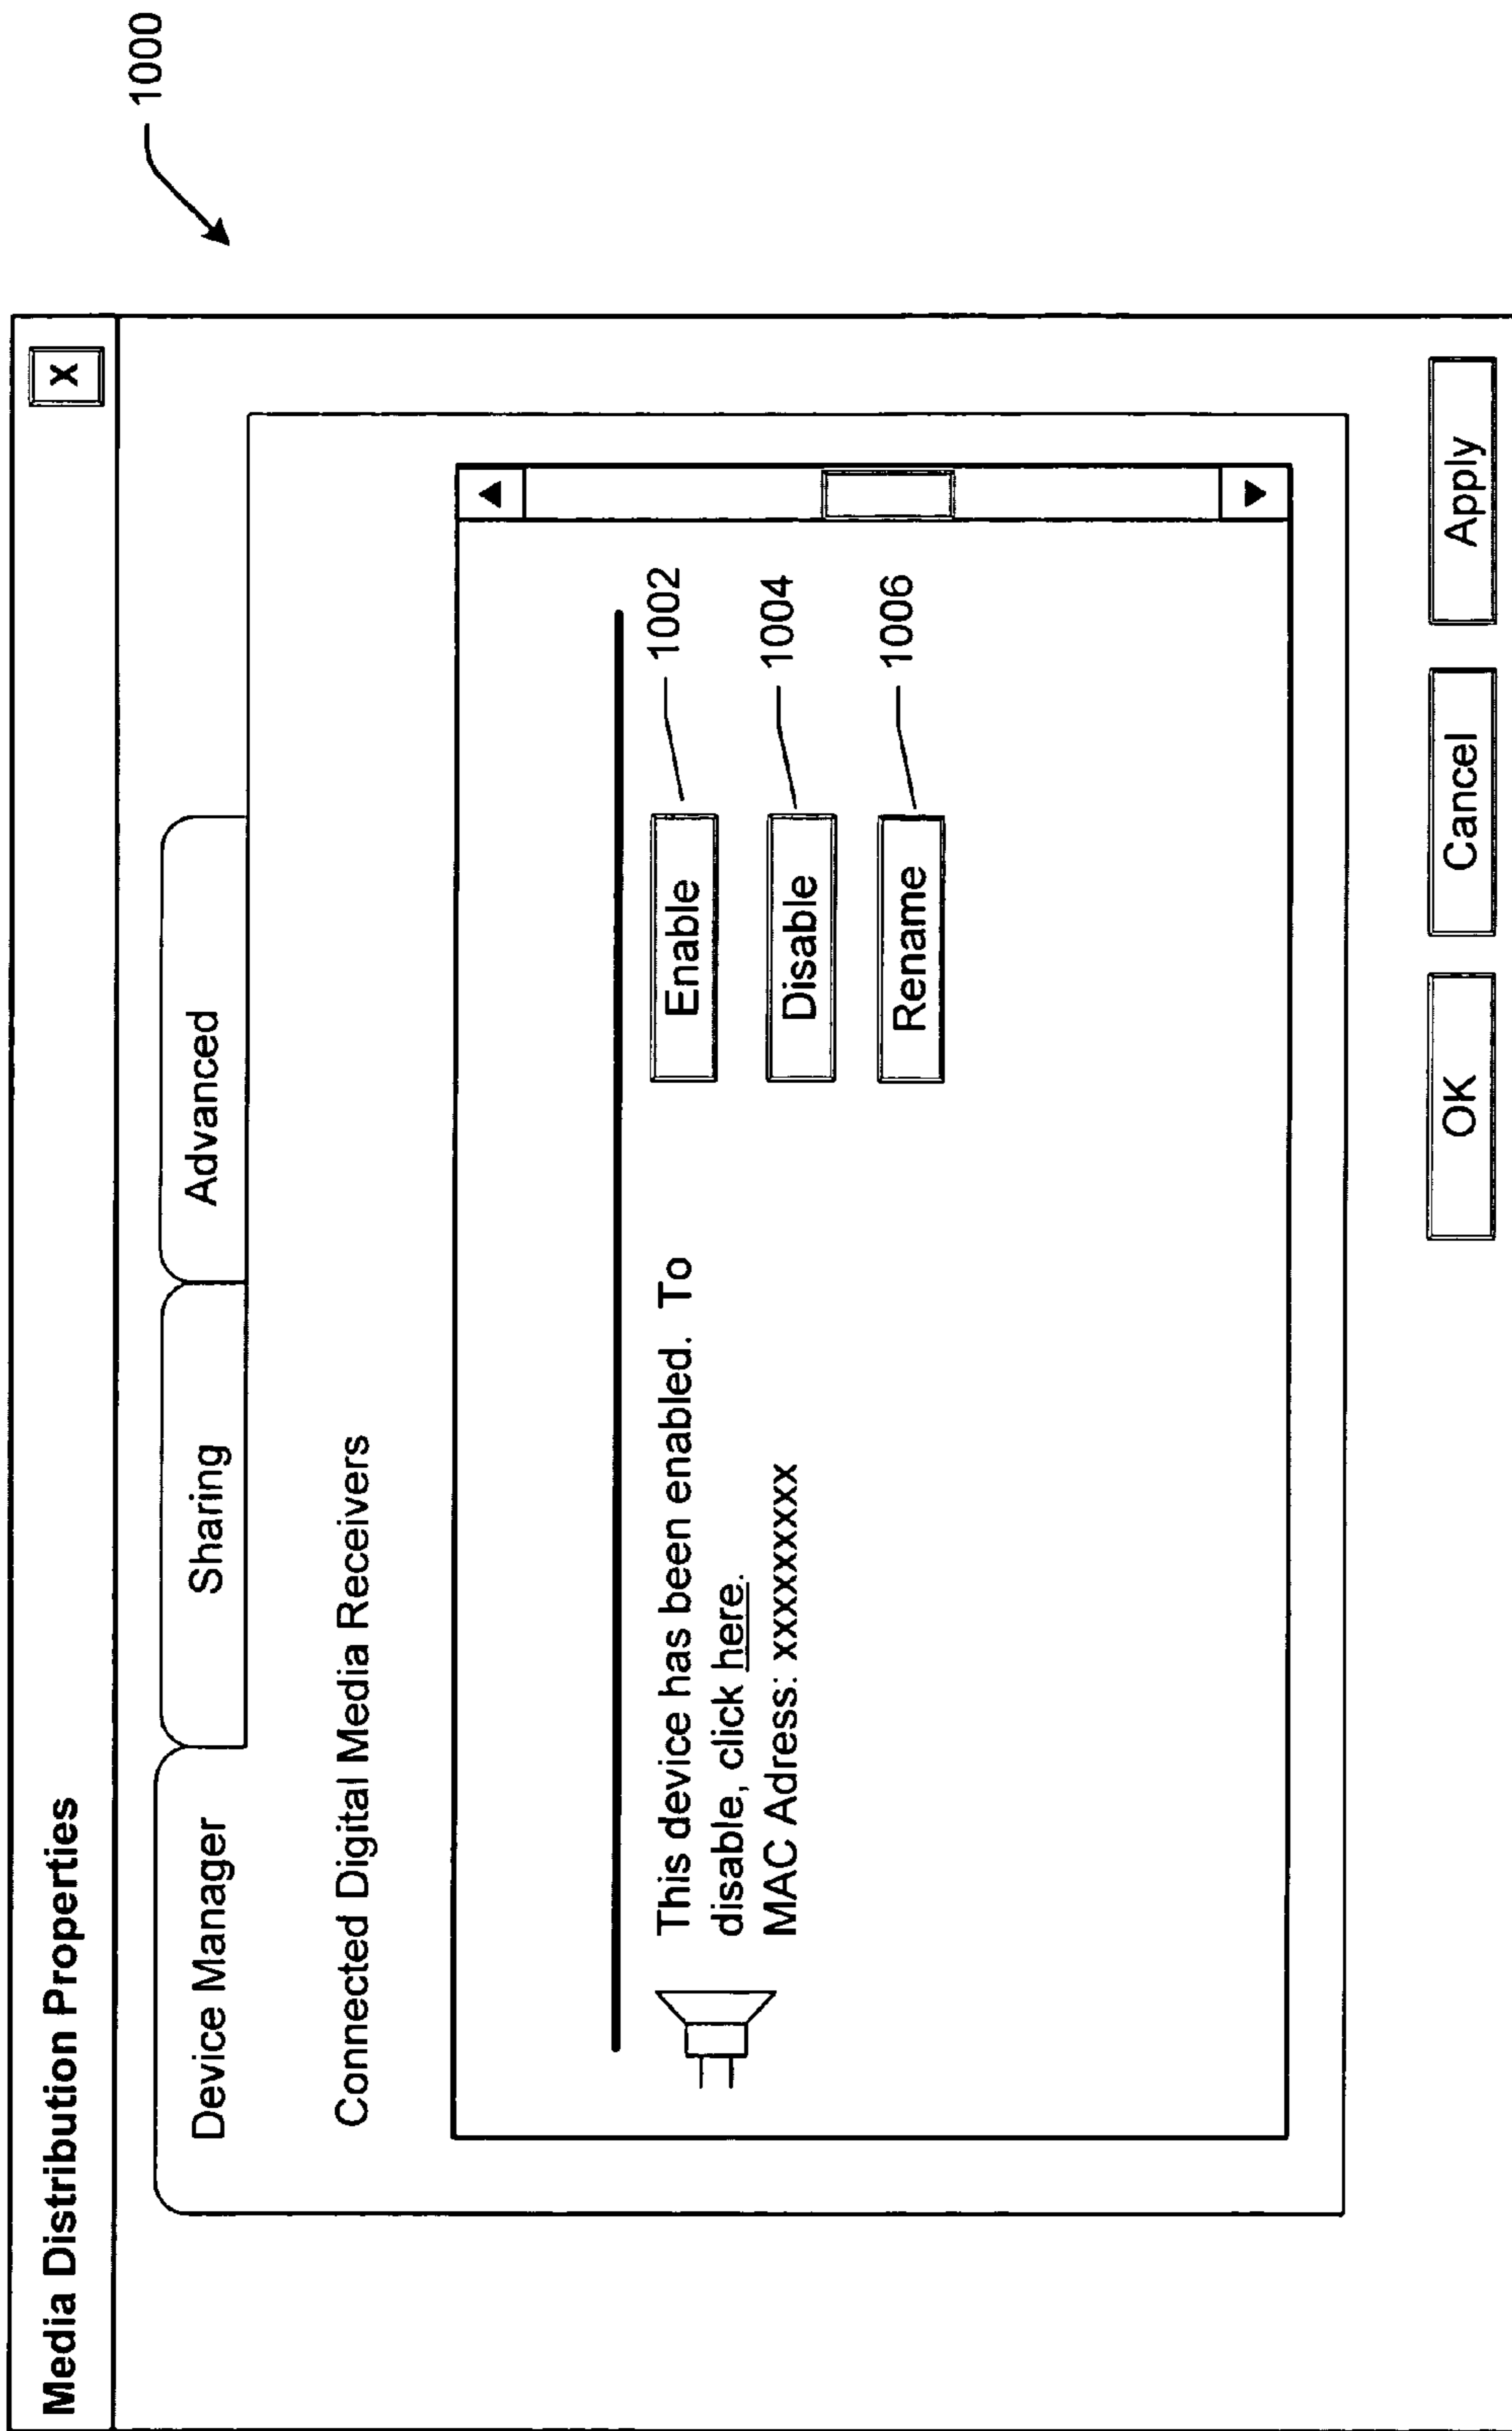 1000
Media Distribution Properties
X
Device Manager
Sharing
Advanced
Connected Digital Media Receivers
This device has been enabled. To
disable, click here.
MAC Adress: xxxxxxxx
Enable
1002
Disable
1004
Rename
1006
OK
Cancel
Apply